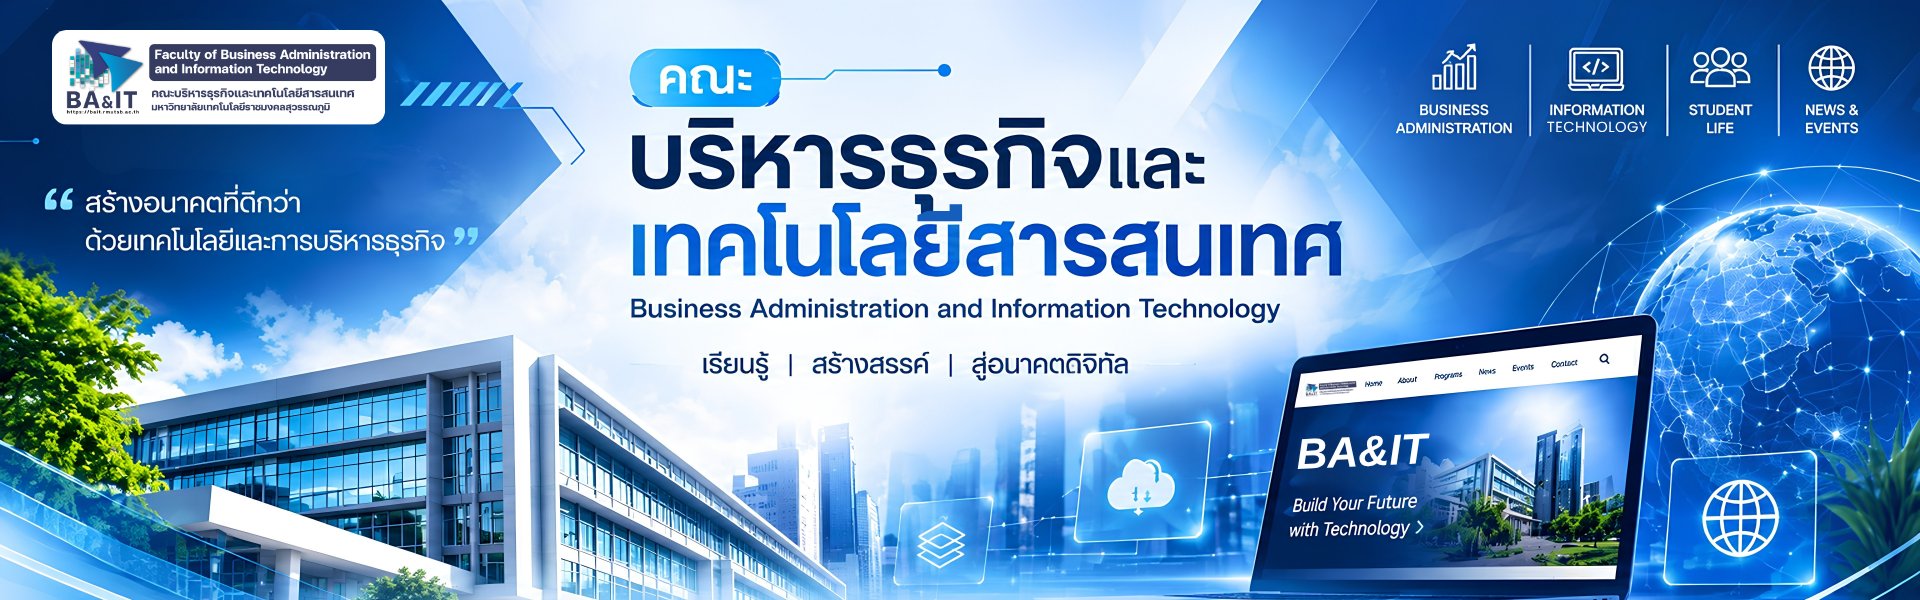 Faculty of Business Administration
and Information Technology
BA&IT
คณะบริหารธุรกิจและเทคโนโลยีสารสนเทศ
มหาวิทยาลัยเทคโนโลยีราชมงคลสุวรรณภูมิ
https://bait.rmutsb.ac.th
“ สร้างอนาคตที่ดีกว่า
ด้วยเทคโนโลยีและการบริหารธุรกิจ ”
คณะ
บริหารธุรกิจและ
เทคโนโลยีสารสนเทศ
Business Administration and Information Technology
เรียนรู้ | สร้างสรรค์ | สู่อนาคตดิจิทัล
BUSINESS
ADMINISTRATION
INFORMATION
TECHNOLOGY
STUDENT
LIFE
NEWS &
EVENTS
BA&IT
Home About Programs News Events Contact
BA&IT
Build Your Future
with Technology >